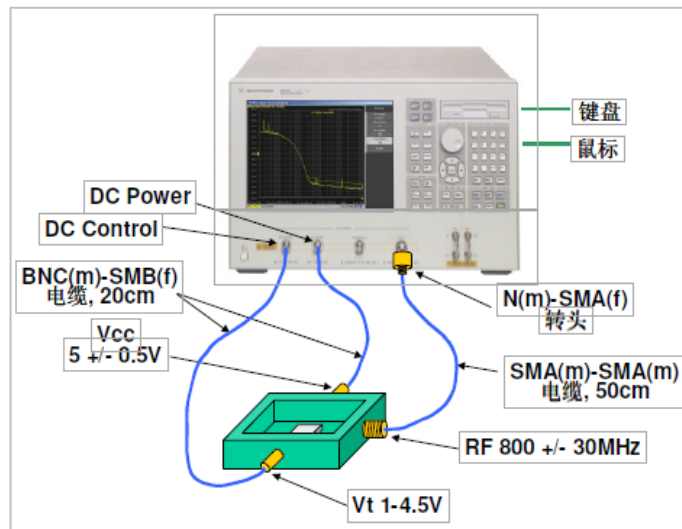 键盘
鼠标
DC Power
DC Control
BNC(m)-SMB(f)
电缆, 20cm
Vcc
5 +/- 0.5V
N(m)-SMA(f)
转头
SMA(m)-SMA(m)
电缆, 50cm
RF 800 +/- 30MHz
Vt 1-4.5V